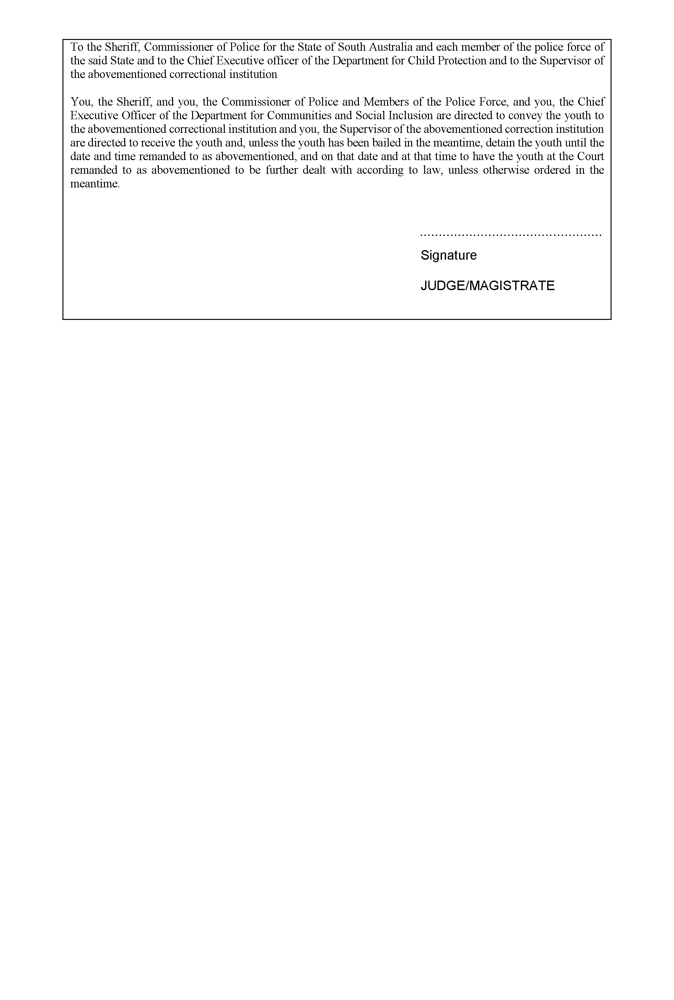 To the Sheriff, Commissioner of Police for the State of South Australia and each member of the police force of
the said State and to the Chief Executive officer of the Department for Child Protection and to the Supervisor of
the abovementioned correctional institution
You, the Sheriff, and you, the Commissioner of Police and Members of the Police Force, and you, the Chief
Executive Officer of the Department for Communities and Social Inclusion are directed to convey the youth to
the abovementioned correctional institution and you, the Supervisor of the abovementioned correction institution
are directed to receive the youth and, unless the youth has been bailed in the meantime, detain the youth until the
date and time remanded to as abovementioned, and on that date and at that time to have the youth at the Court
remanded to as abovementioned to be further dealt with according to law, unless otherwise ordered in the
meantime.
................................................
Signature
JUDGE/MAGISTRATE